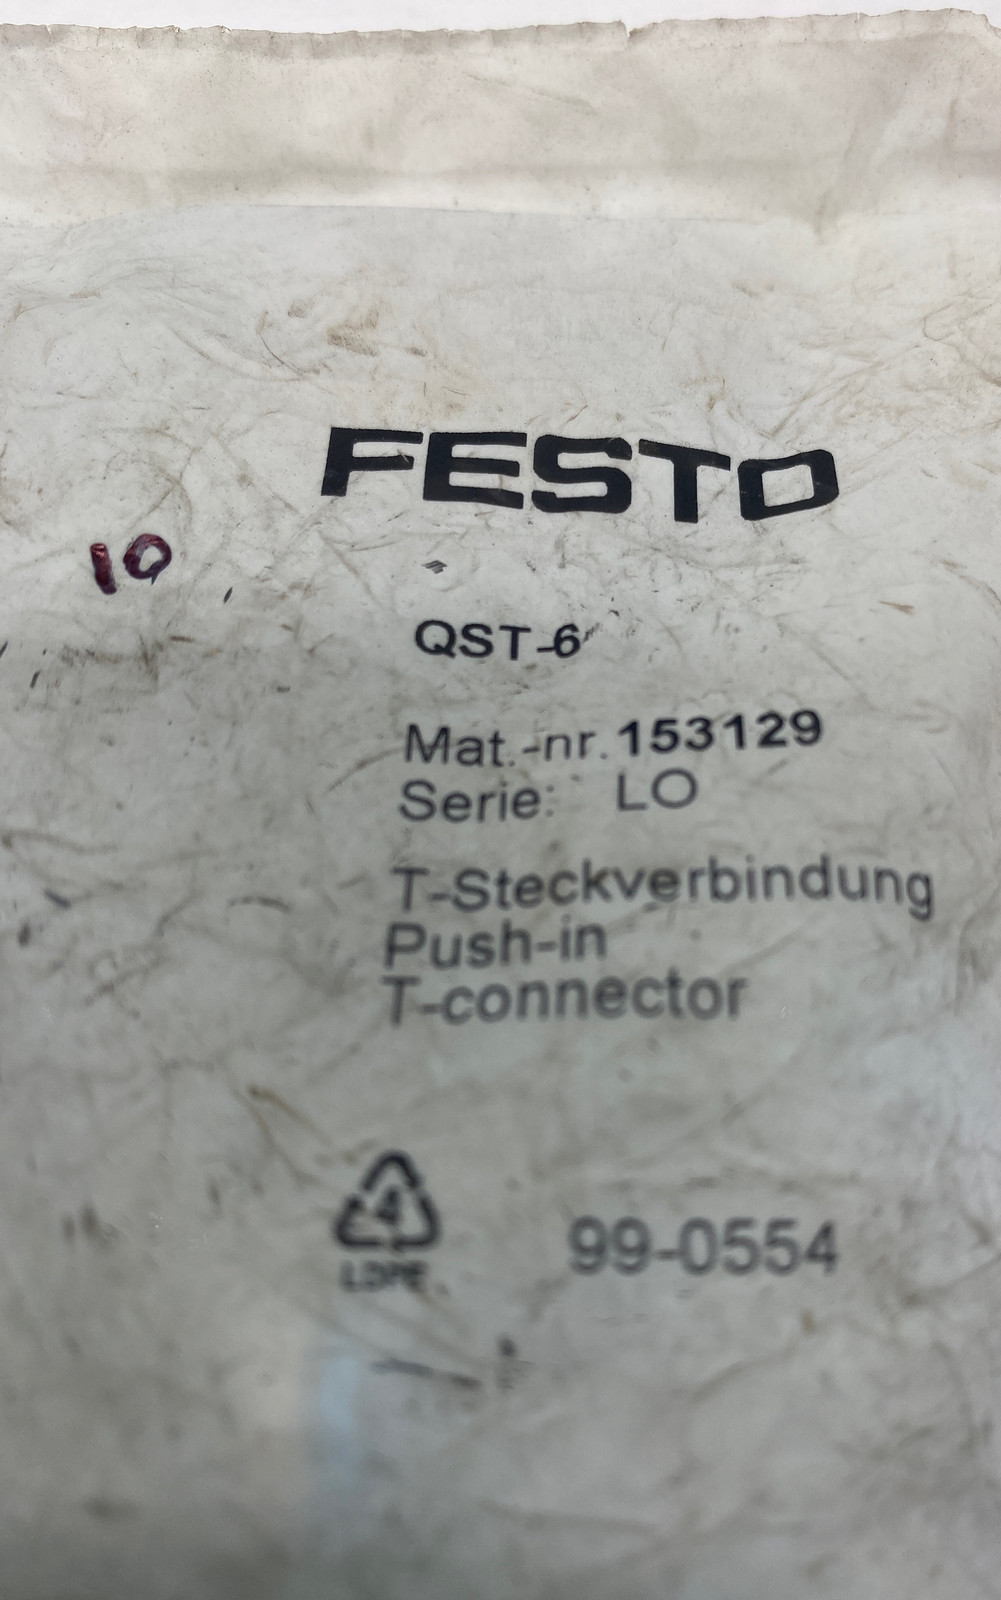 FESTO
10
QST-6
Mat.-nr. 153129
Serie: LO
T-Steckverbindung
Push-in
T-connector
4
LDPE
99-0554